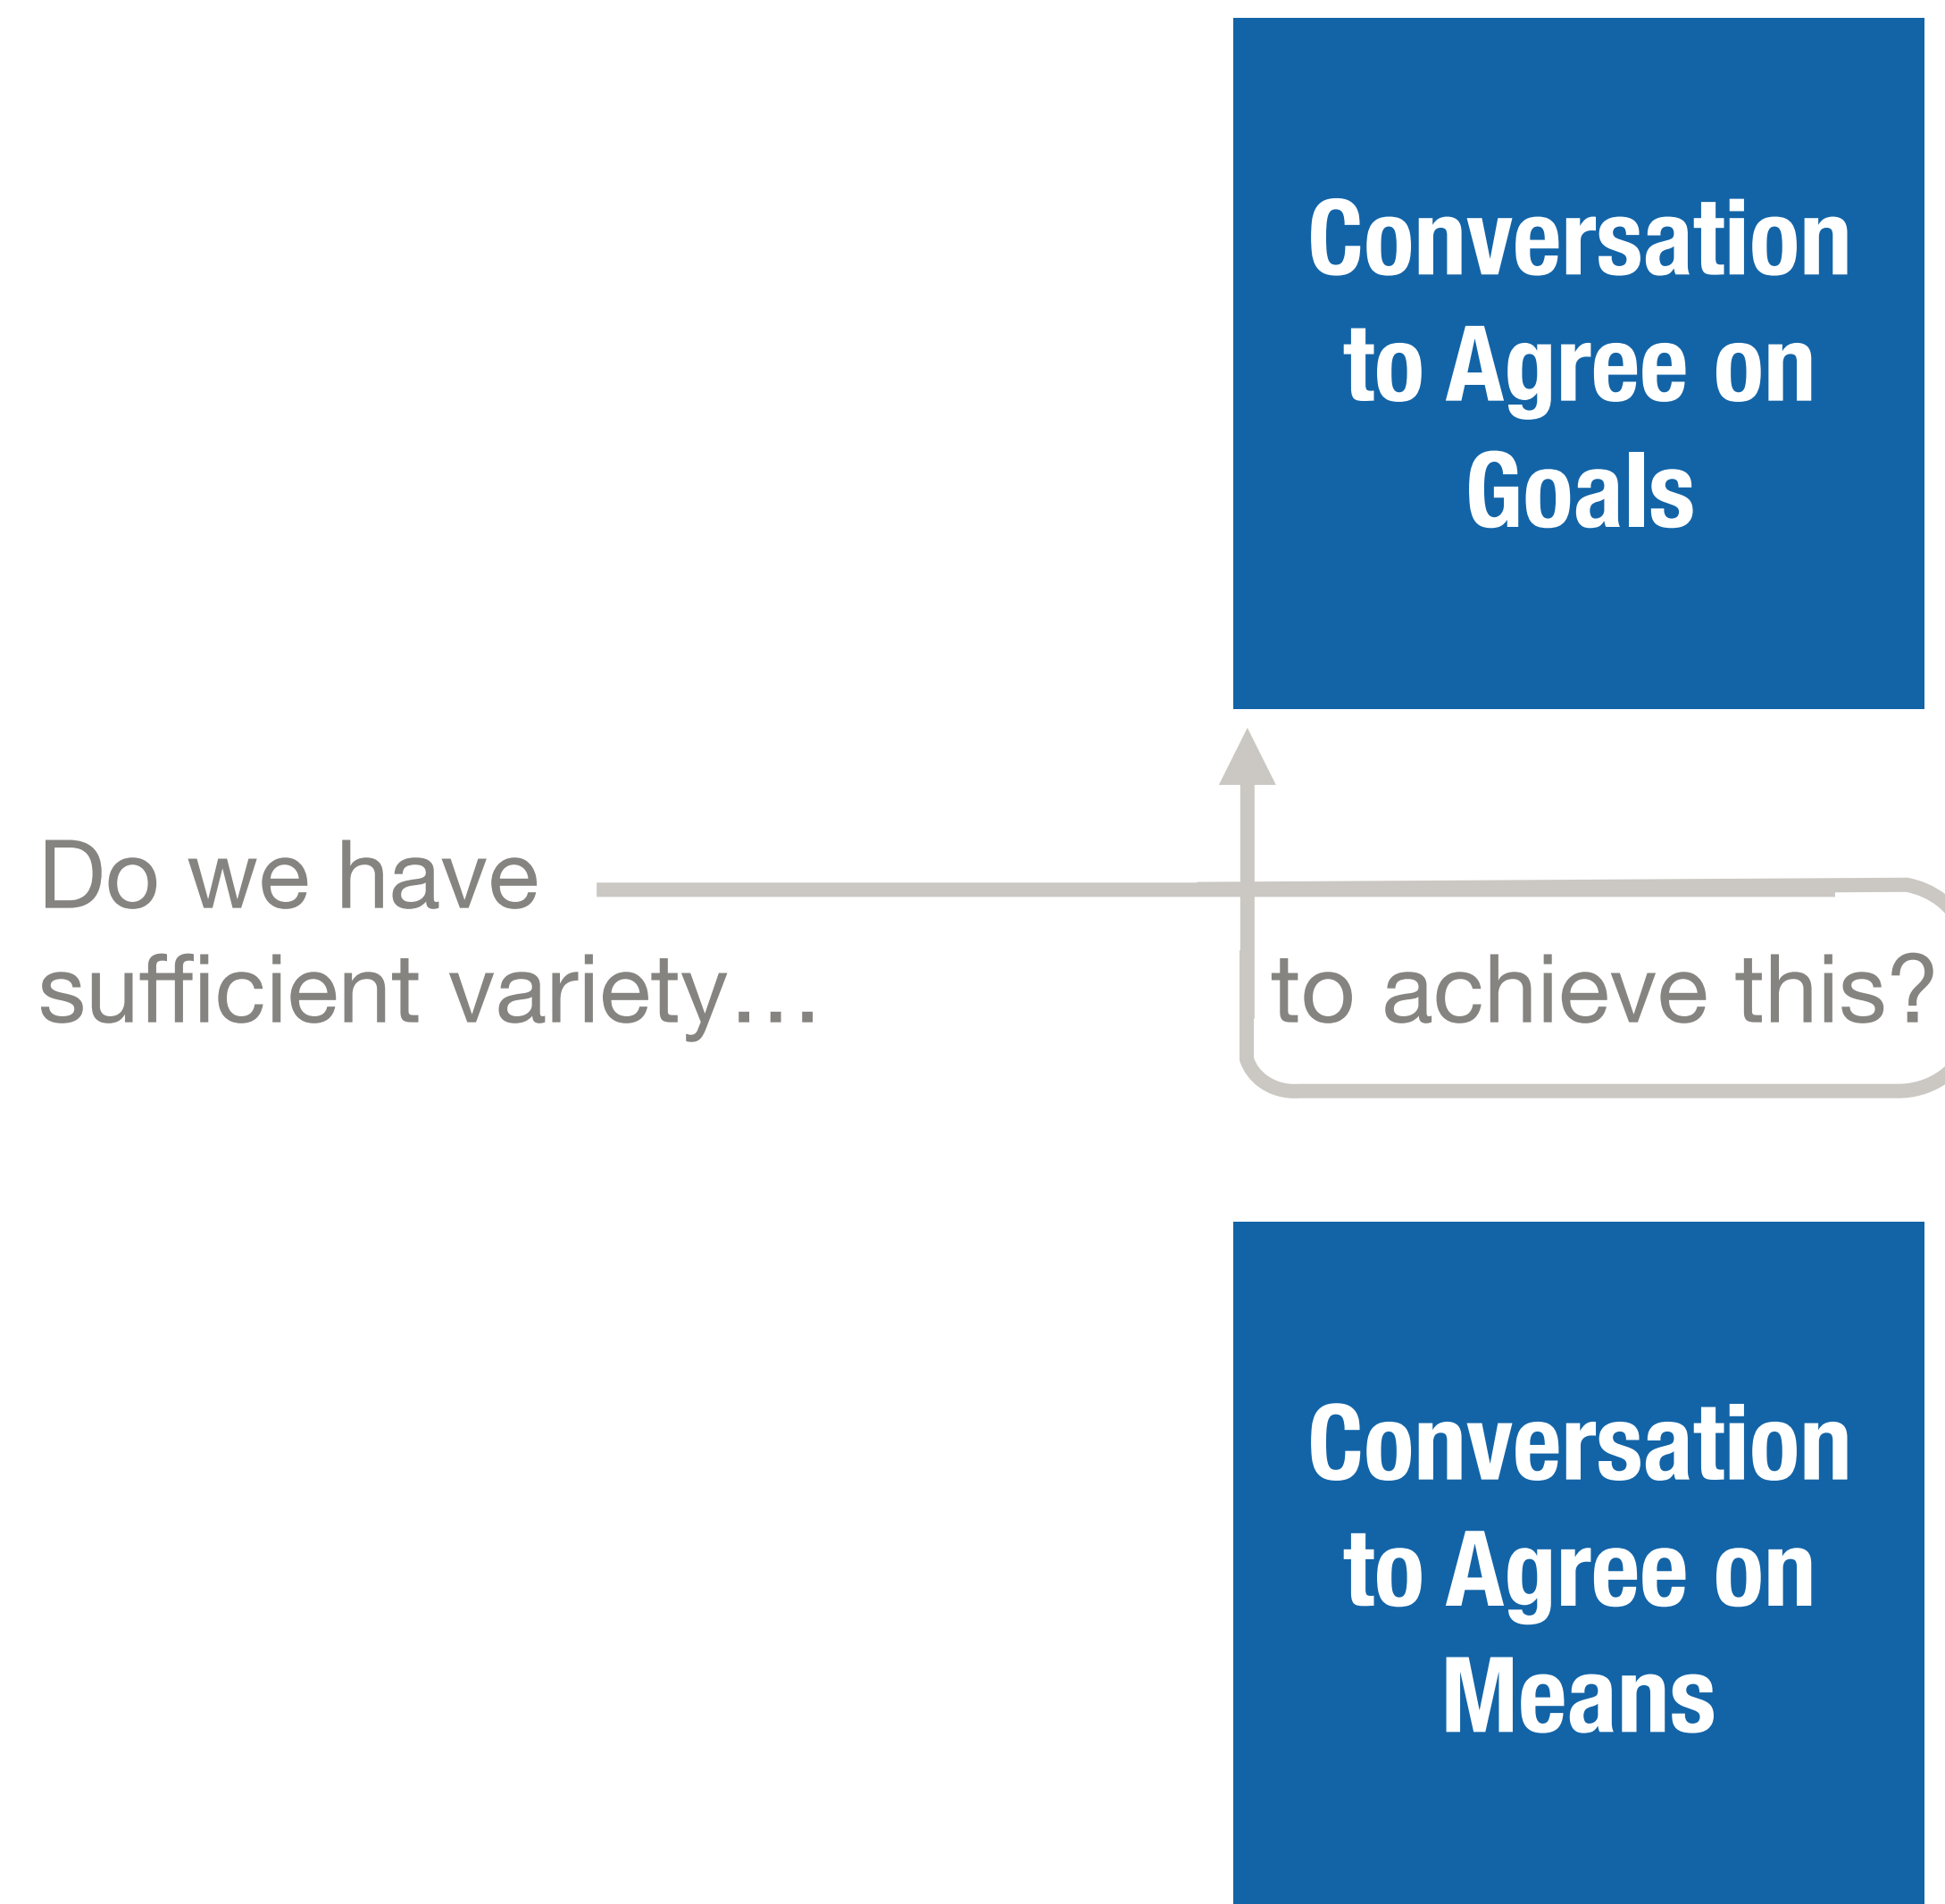 Conversation
to Agree on
Goals
Do we have
sufficient variety...
to achieve this?
Conversation
to Agree on
Means